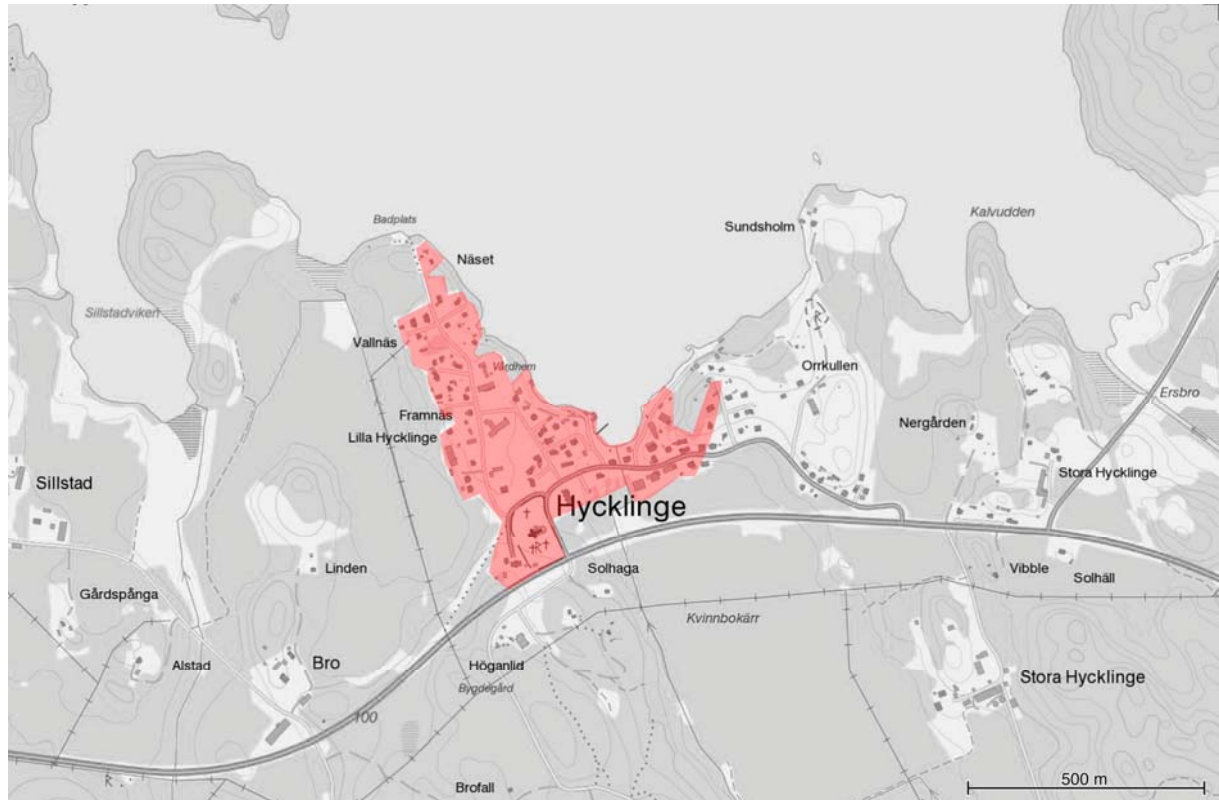 Kalvudden
Badplats
Sundsholm
Näset
Sillstadviken
Vallnäs
Vårdhem
Orrkullen
Ersbro
Framnäs
Nergården
Lilla Hycklinge
Stora Hycklinge
Sillstad
Hycklinge
Linden
Solhaga
Vibble
Solhäll
Gårdspånga
Kvinnbokärr
Alstad
Bro
Höganlid
Stora Hycklinge
Bygdegård
100
R
Brofall
500 m